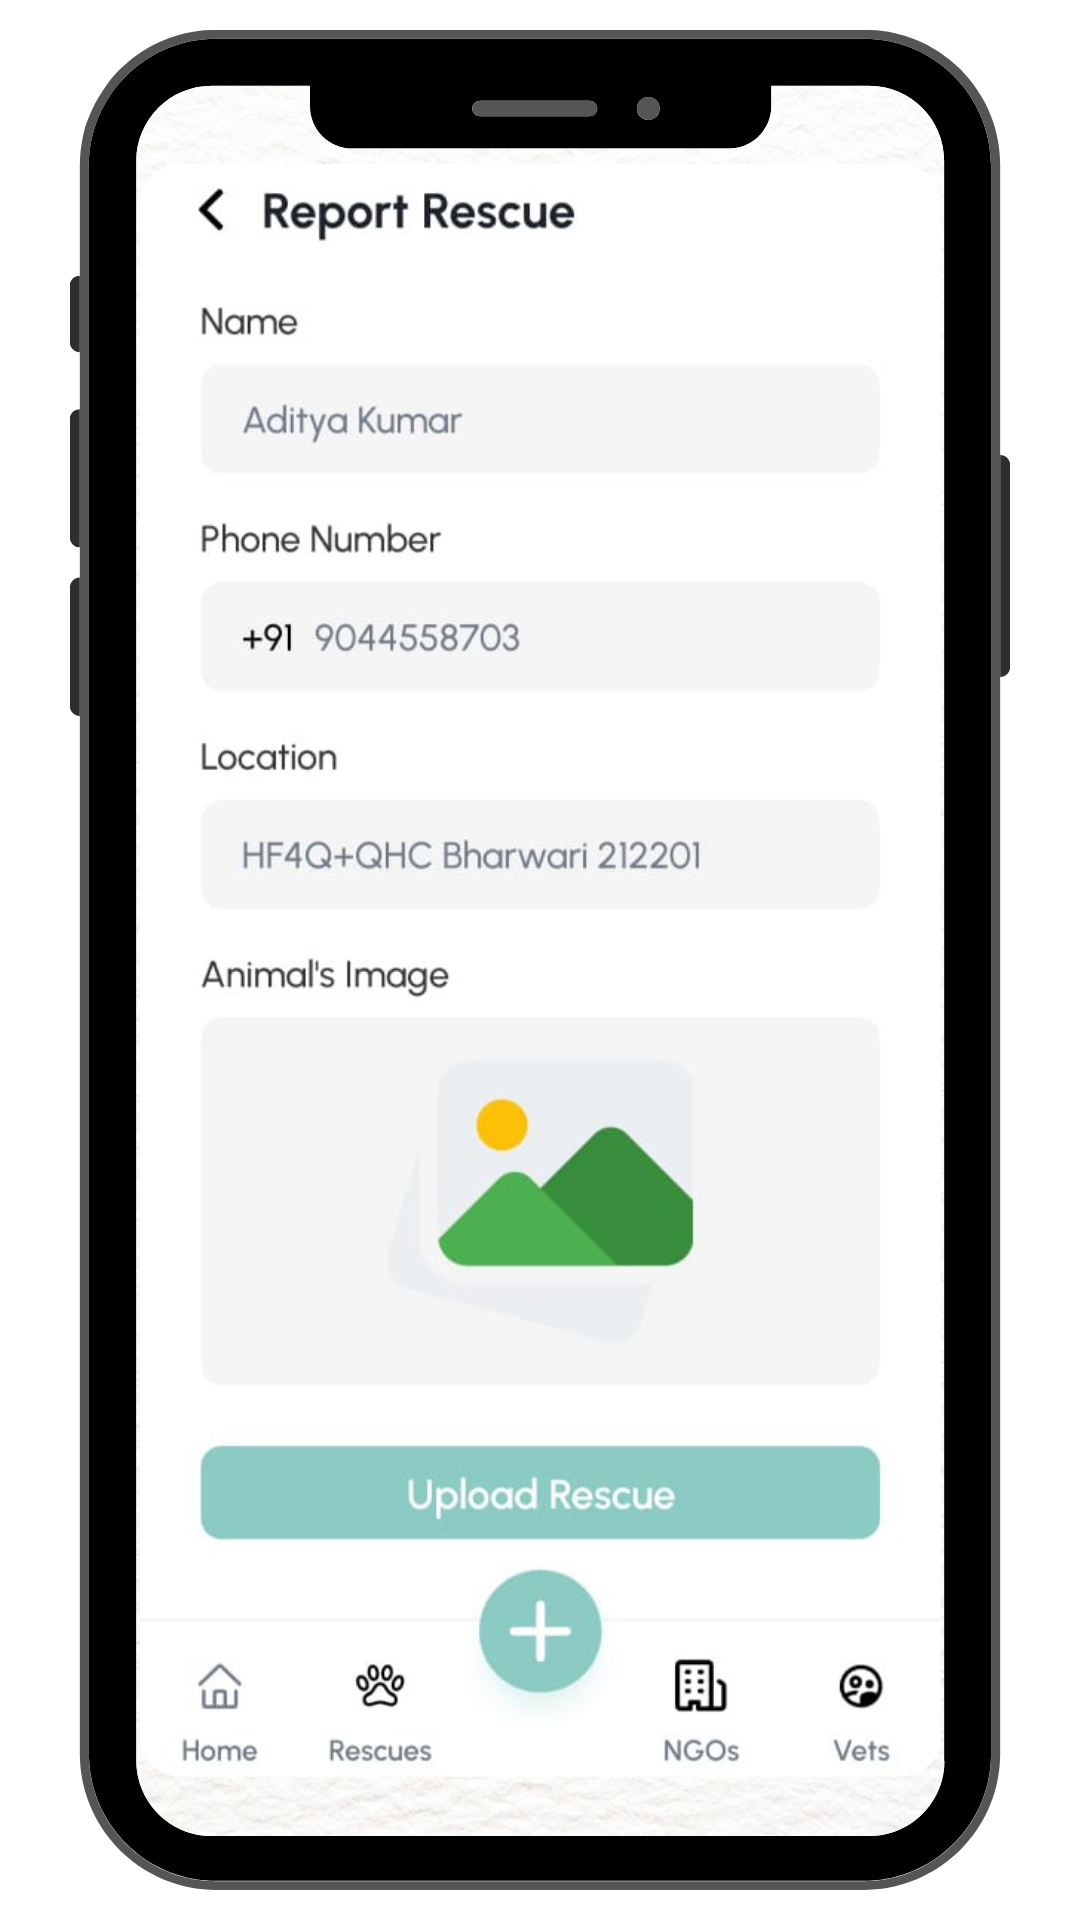 Report Rescue
Name
Aditya Kumar
Phone Number
+91 9044558703
Location
HF4Q+QHC Bharwari 212201
Animal's Image
Upload Rescue
Home
Rescues
NGOs
Vets